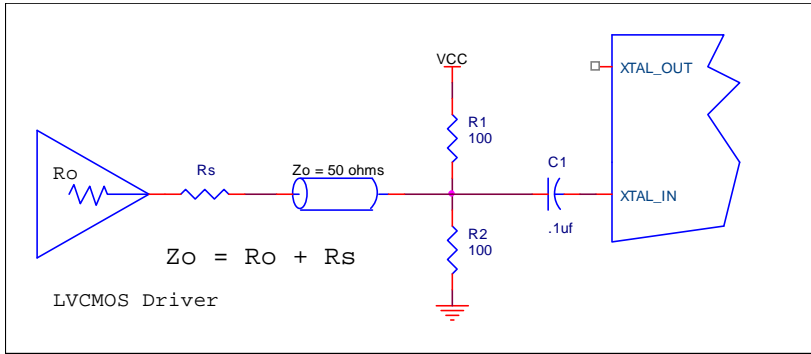 VCC
XTAL_OUT
R1
100
Ro
Rs
Zo = 50 ohms
C1
XTAL_IN
.1uf
R2
100
Zo = Ro + Rs
LVCMOS Driver